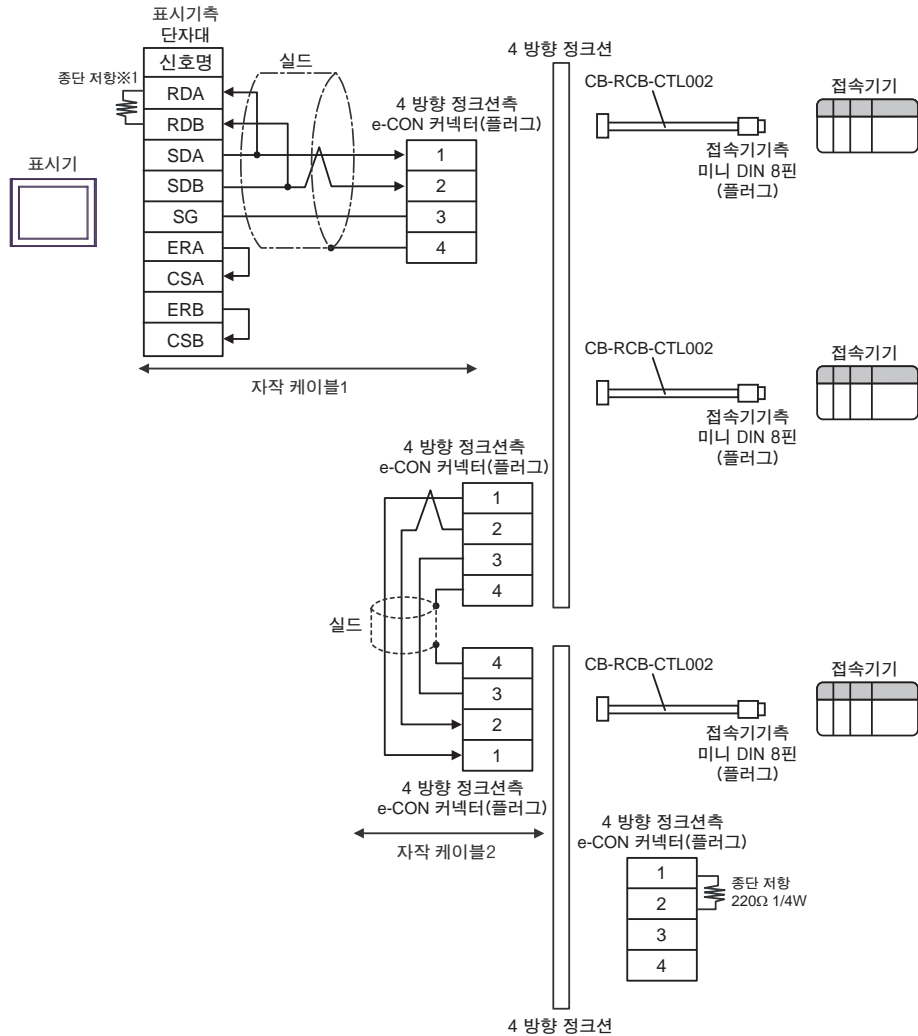 표시기측
단자대
신호명
종단 저항※1
RDA
RDB
SDA
SDB
SG
ERA
CSA
ERB
CSB
표시기
실드
4 방향 정크션측
e-CON 커넥터(플러그)
1
2
3
4
자작 케이블1
4 방향 정크션
CB-RCB-CTL002
접속기기측
미니 DIN 8핀
(플러그)
접속기기
CB-RCB-CTL002
접속기기측
미니 DIN 8핀
(플러그)
접속기기
4 방향 정크션측
e-CON 커넥터(플러그)
1
2
3
4
실드
4
3
2
1
4 방향 정크션측
e-CON 커넥터(플러그)
자작 케이블2
CB-RCB-CTL002
접속기기측
미니 DIN 8핀
(플러그)
접속기기
4 방향 정크션측
e-CON 커넥터(플러그)
1
2
3
4
종단 저항
220Ω 1/4W
4 방향 정크션